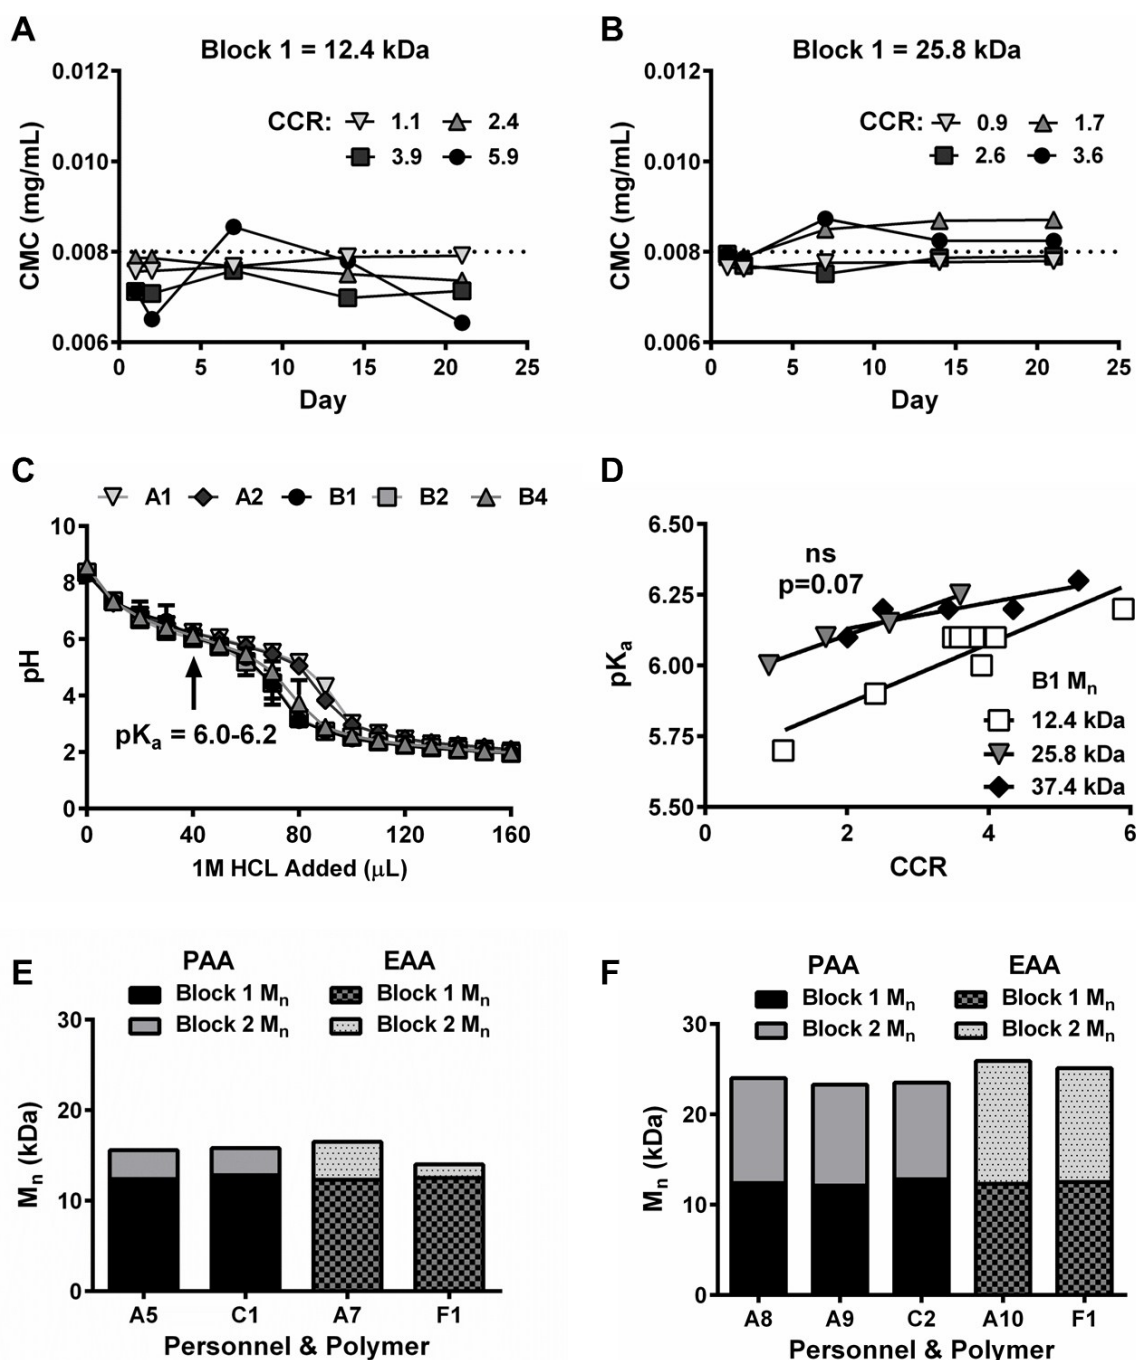 A
Block 1 = 12.4 kDa
CCR: 1.1 2.4
3.9 5.9
0.012
0.010
0.008
0.006
CMC (mg/mL)
0 5 10 15 20 25
Day
B
Block 1 = 25.8 kDa
CCR: 0.9 1.7
2.6 3.6
0.012
0.010
0.008
0.006
CMC (mg/mL)
0 5 10 15 20 25
Day
C
A1 A2 B1 B2 B4
10
8
6
4
2
0
pH
pKa = 6.0-6.2
0 40 80 120 160
1M HCL Added (μL)
D
6.50
6.25
6.00
5.75
5.50
pKa
ns
p=0.07
B1 Mn
12.4 kDa
25.8 kDa
37.4 kDa
0 2 4 6
CCR
E
PAA EAA
Block 1 Mn Block 1 Mn
Block 2 Mn Block 2 Mn
30
20
10
0
Mn (kDa)
A5 C1 A7 F1
Personnel & Polymer
F
PAA EAA
Block 1 Mn Block 1 Mn
Block 2 Mn Block 2 Mn
30
20
10
0
Mn (kDa)
A8 A9 C2 A10 F1
Personnel & Polymer